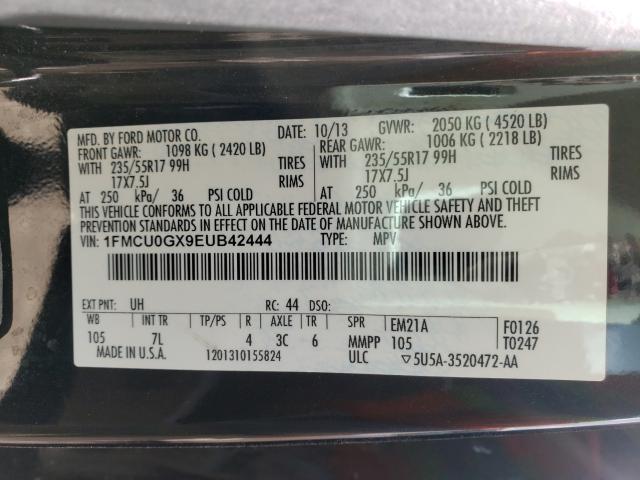 MFD. BY FORD MOTOR CO.
DATE: 10/13 GVWR: 2050 KG ( 4520 LB)
FRONT GAWR: 1098 KG ( 2420 LB) REAR GAWR: 1006 KG ( 2218 LB)
WITH 235/55R17 99H TIRES WITH 235/55R17 99H TIRES
17X7.5J RIMS 17X7.5J RIMS
AT 250 kPa/ 36 PSI COLD AT 250 kPa/ 36 PSI COLD
THIS VEHICLE CONFORMS TO ALL APPLICABLE FEDERAL MOTOR VEHICLE SAFETY AND THEFT
PREVENTION STANDARDS IN EFFECT ON THE DATE OF MANUFACTURE SHOWN ABOVE.
VIN: 1FMCU0GX9EUB42444 TYPE: MPV
EXT PNT: UH RC: 44 DSO:
WB INT TR TP/PS R AXLE TR SPR EM21A F0126
105 7L 4 3C 6 MMPP 105 T0247
MADE IN U.S.A. 1201310155824 ULC ▽5U5A-3520472-AA